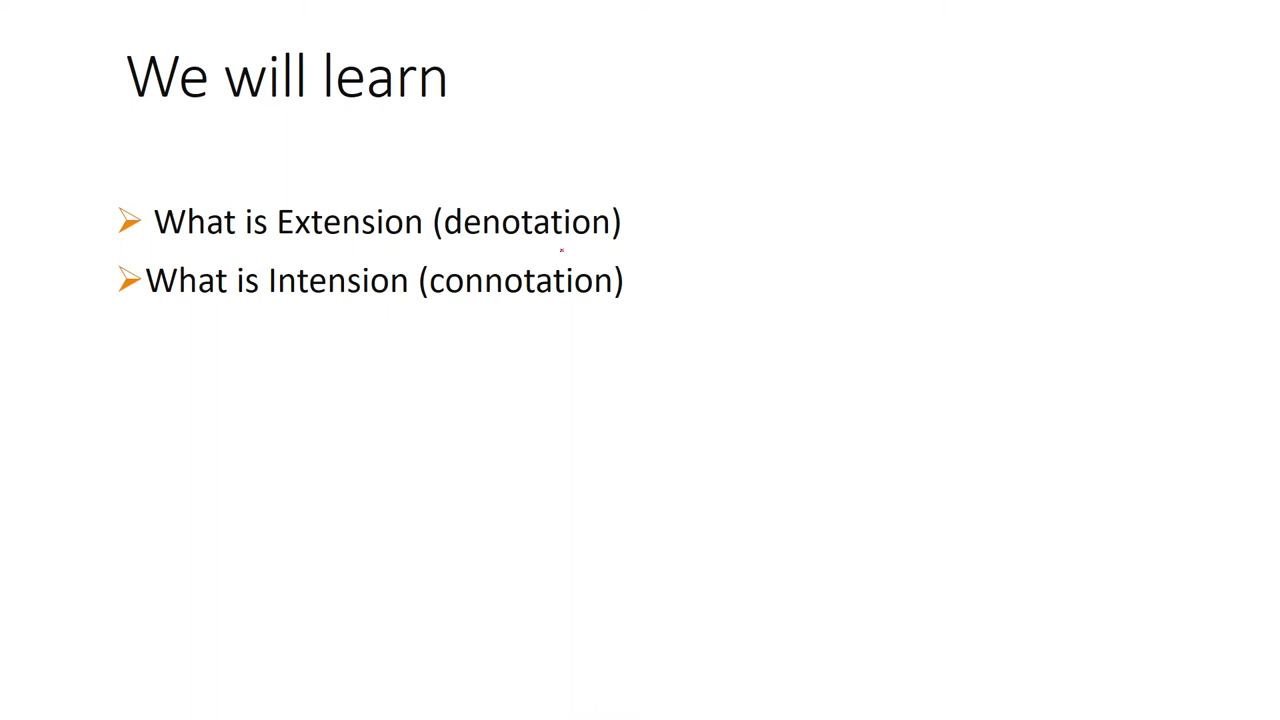 We will learn
What is Extension (denotation)
What is Intension (connotation)